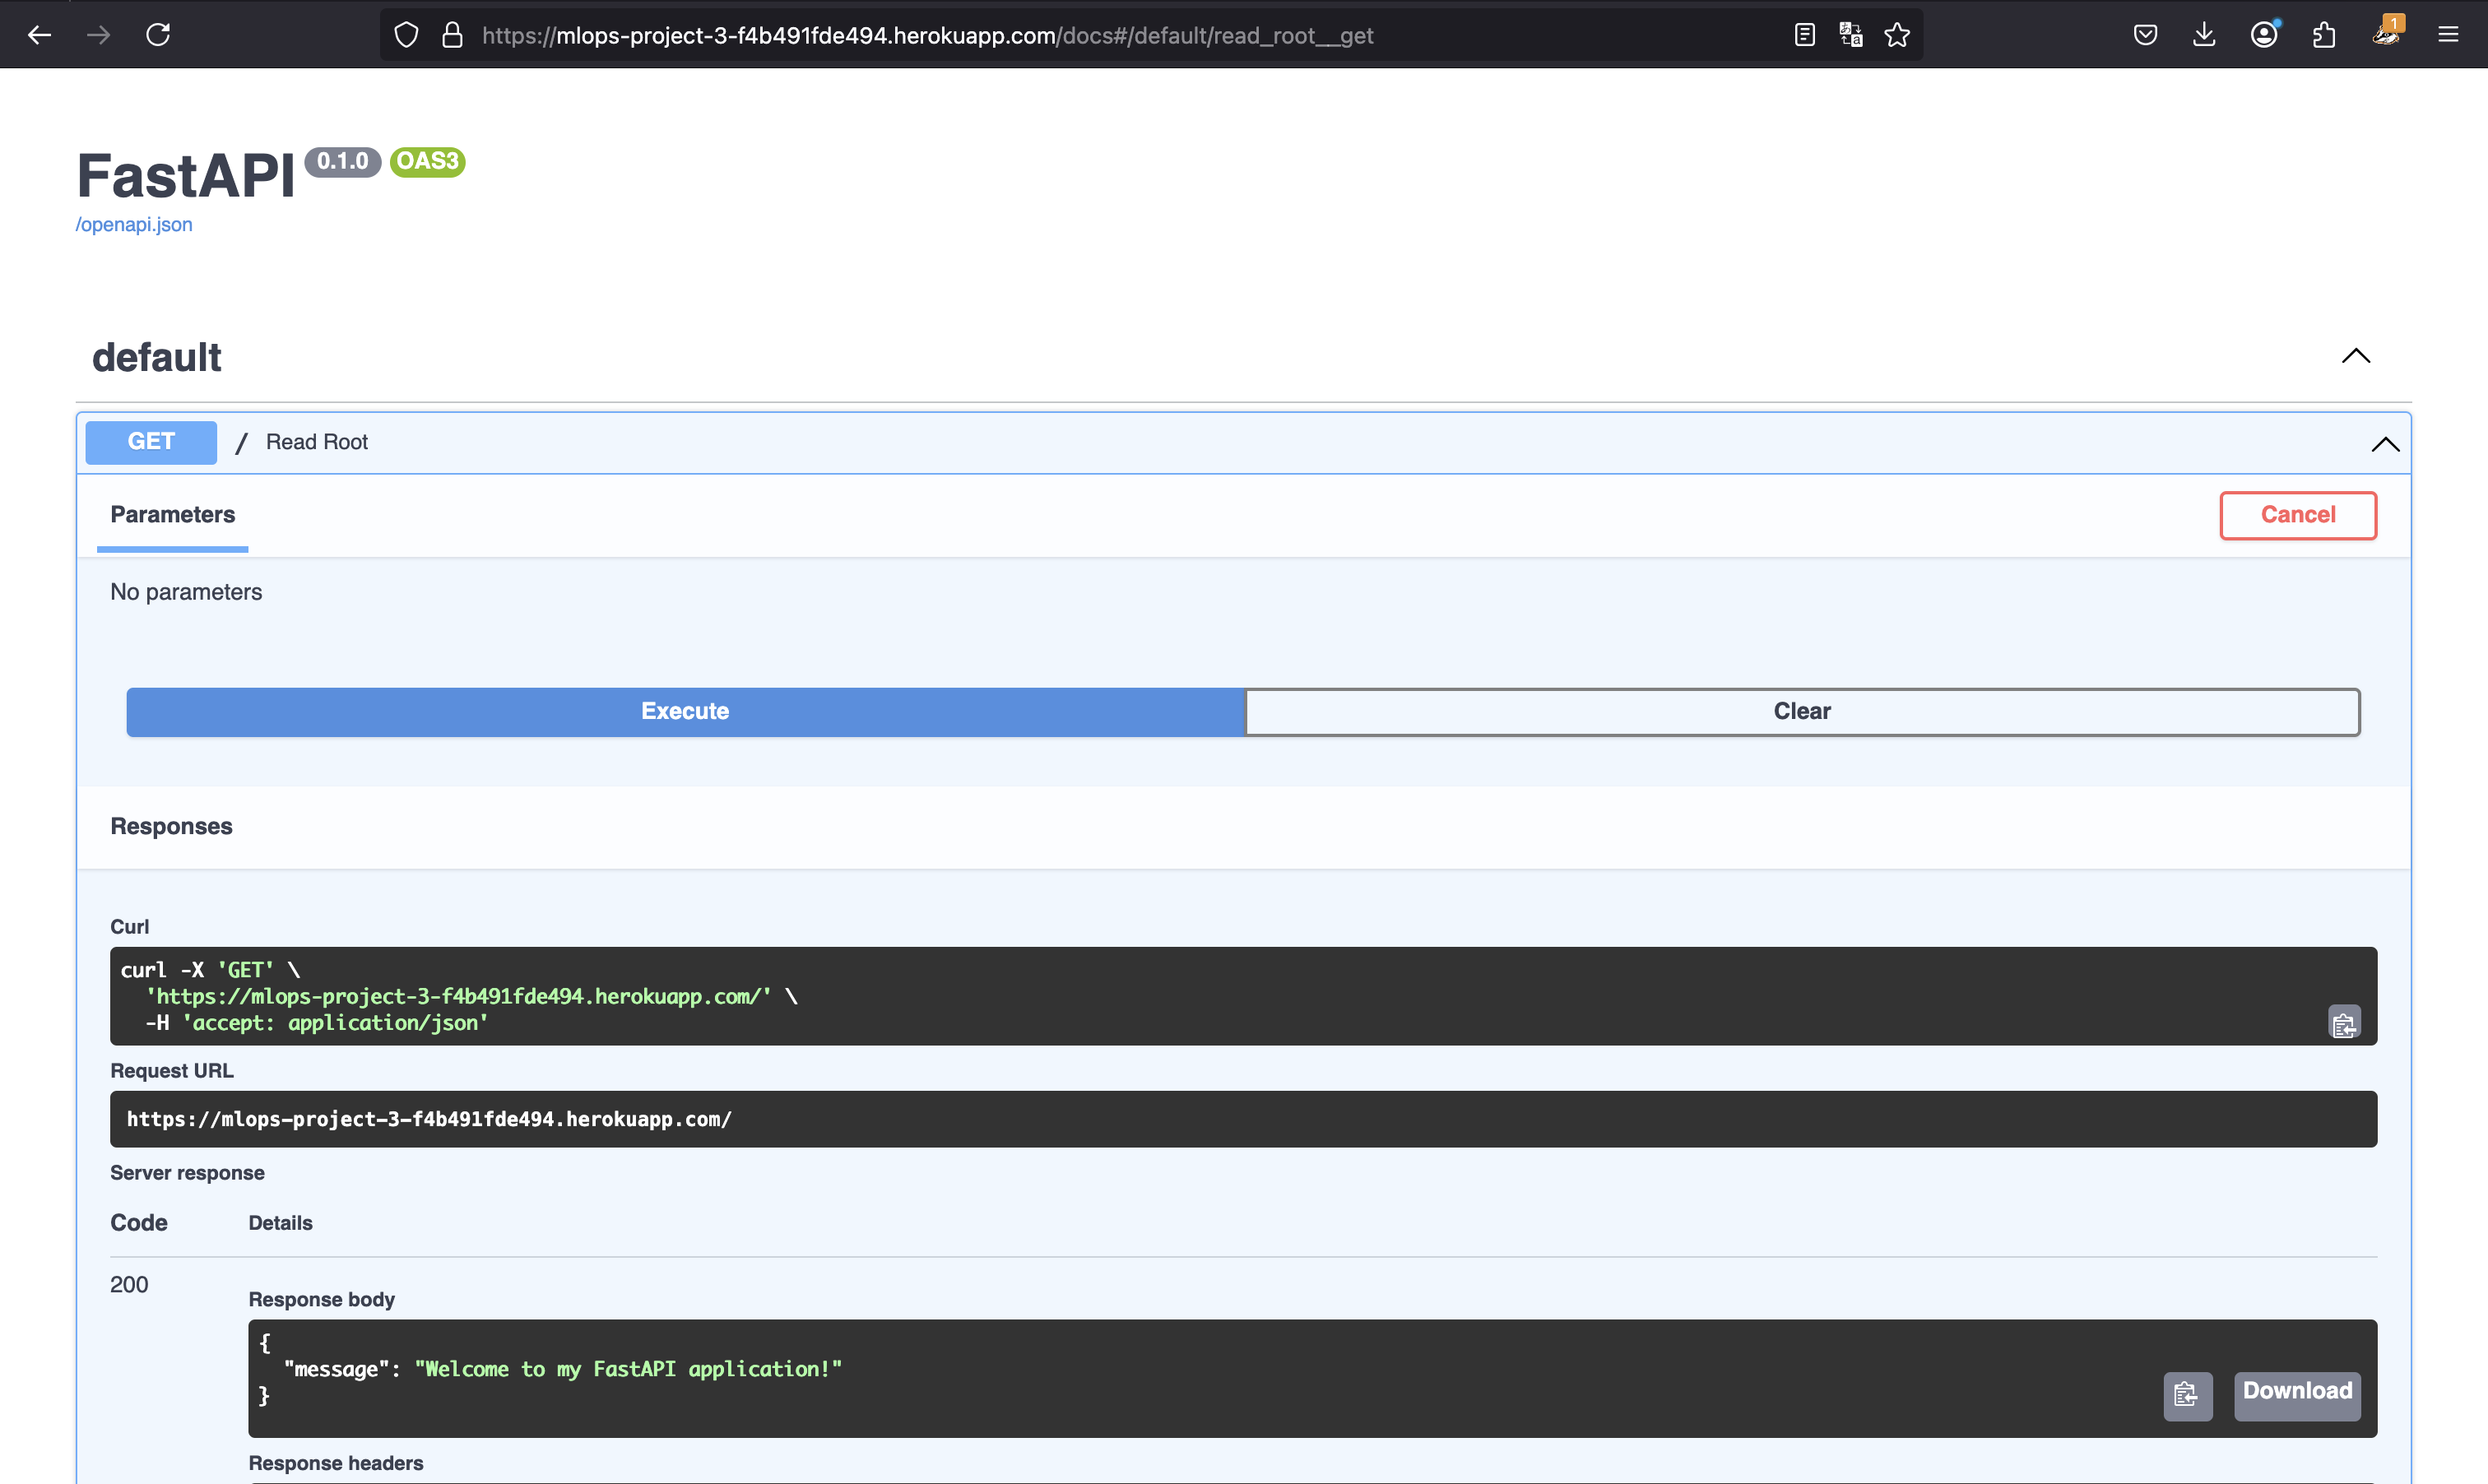 https://mlops-project-3-f4b491fde494.herokuapp.com/docs#/default/read_root__get
1
FastAPI 0.1.0 OAS3
/openapi.json
default
GET / Read Root
Parameters
Cancel
No parameters
Execute
Clear
Responses
Curl
curl -X 'GET' \
'https://mlops-project-3-f4b491fde494.herokuapp.com/' \
-H 'accept: application/json'
Request URL
https://mlops-project-3-f4b491fde494.herokuapp.com/
Server response
Code Details
200
Response body
{
"message": "Welcome to my FastAPI application!"
}
Download
Response headers